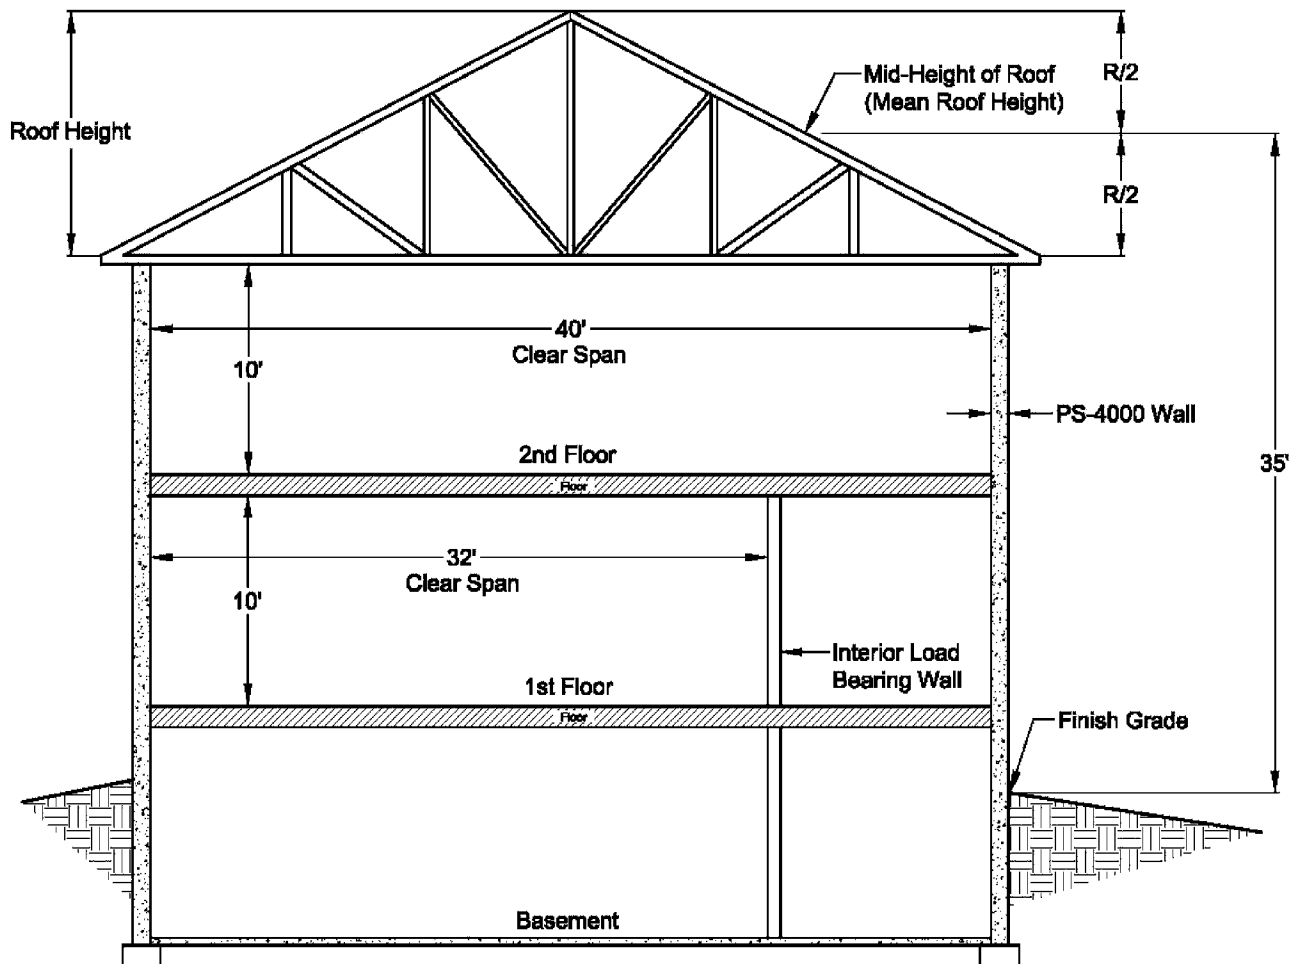 Mid-Height of Roof
(Mean Roof Height)
R/2
Roof Height
R/2
40'
Clear Span
10'
PS-4000 Wall
2nd Floor
35'
Floor
32'
Clear Span
10'
Interior Load
Bearing Wall
1st Floor
Floor
Finish Grade
Basement